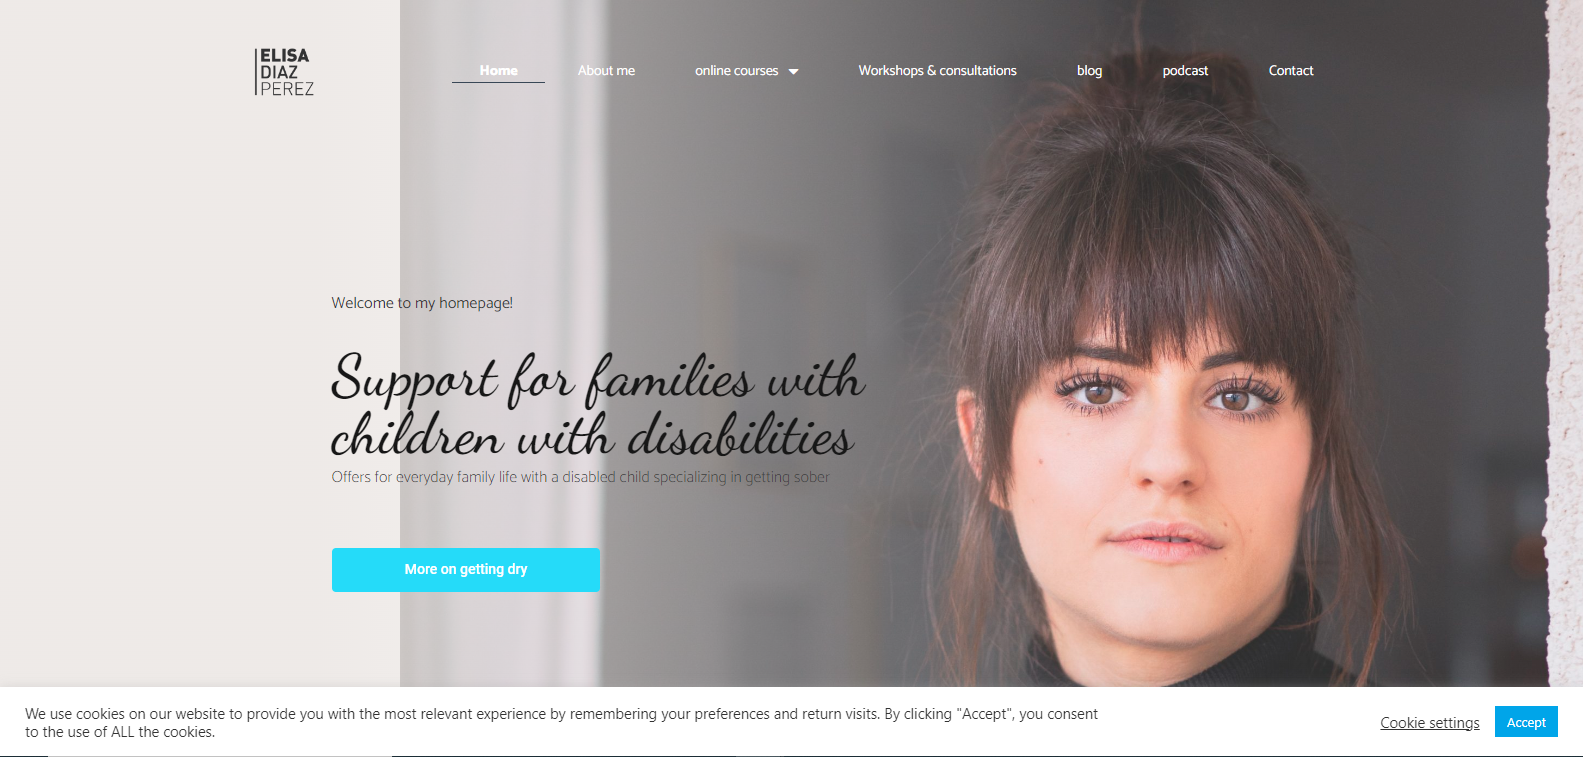 ELISA
DIAZ
PEREZ
Home
About me
online courses
Workshops & consultations
blog
podcast
Contact
Welcome to my homepage!
Support for families with
children with disabilities
Offers for everyday family life with a disabled child specializing in getting sober
More on getting dry
We use cookies on our website to provide you with the most relevant experience by remembering your preferences and return visits. By clicking "Accept", you consent
to the use of ALL the cookies.
Cookie settings
Accept